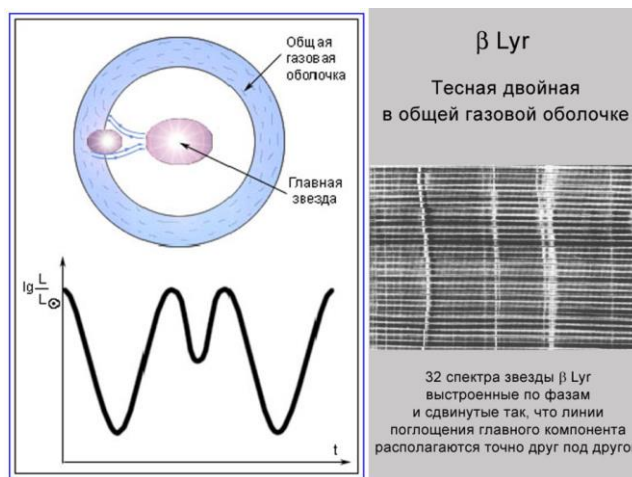 Общая
газовая
оболочка
Главная
звезда
lg L/L☉
t
β Lyr
Тесная двойная
в общей газовой оболочке
32 спектра звезды β Lyr
выстроенные по фазам
и сдвинутые так, что линии
поглощения главного компонента
располагаются точно друг под друго